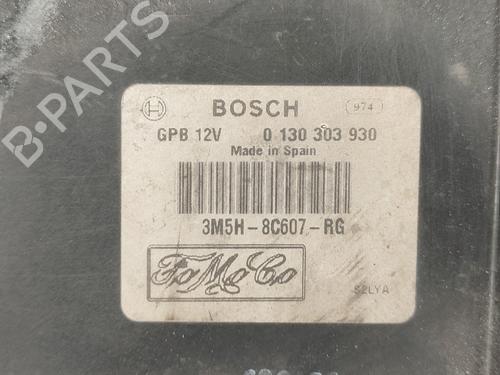 B-PARTS
BOSCH
974
GPB 12V 0 130 303 930
Made in Spain
3M5H-8C607-RG
FoMoCo
S2LYA